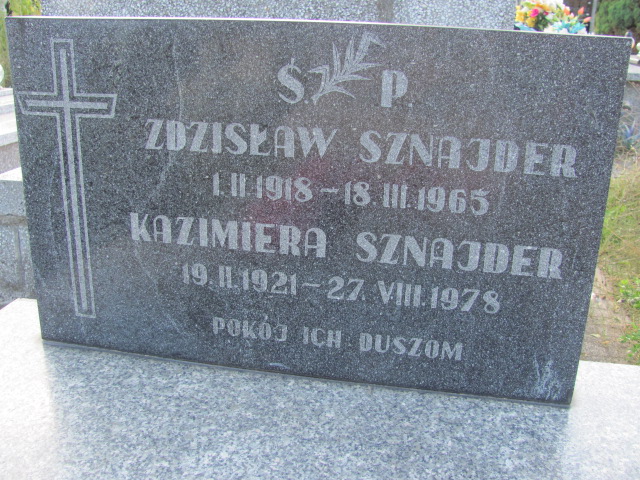 Ś. P.
ZDZISŁAW SZNAJDER
1.II.1918 – 18.III.1965
KAZIMIERA SZNAJDER
19.II.1921 – 27.VIII.1978
POKÓJ ICH DUSZOM